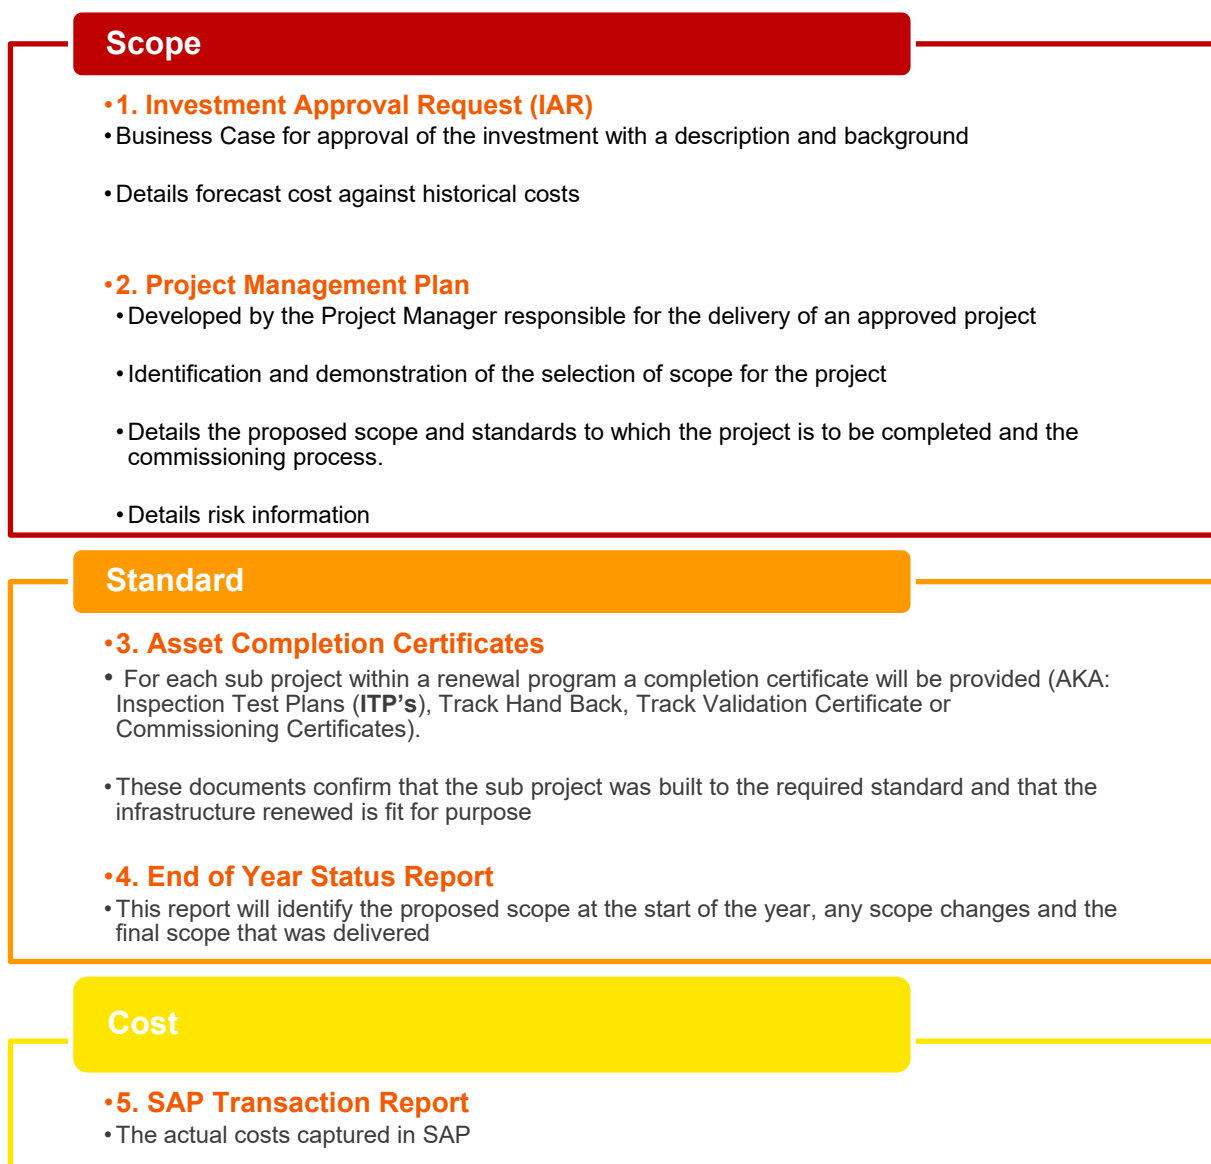 Scope
•1. Investment Approval Request (IAR)
• Business Case for approval of the investment with a description and background
• Details forecast cost against historical costs
•2. Project Management Plan
• Developed by the Project Manager responsible for the delivery of an approved project
• Identification and demonstration of the selection of scope for the project
• Details the proposed scope and standards to which the project is to be completed and the
commissioning process.
• Details risk information
Standard
•3. Asset Completion Certificates
• For each sub project within a renewal program a completion certificate will be provided (AKA:
Inspection Test Plans (ITP's), Track Hand Back, Track Validation Certificate or
Commissioning Certificates).
• These documents confirm that the sub project was built to the required standard and that the
infrastructure renewed is fit for purpose
•4. End of Year Status Report
• This report will identify the proposed scope at the start of the year, any scope changes and the
final scope that was delivered
Cost
•5. SAP Transaction Report
• The actual costs captured in SAP